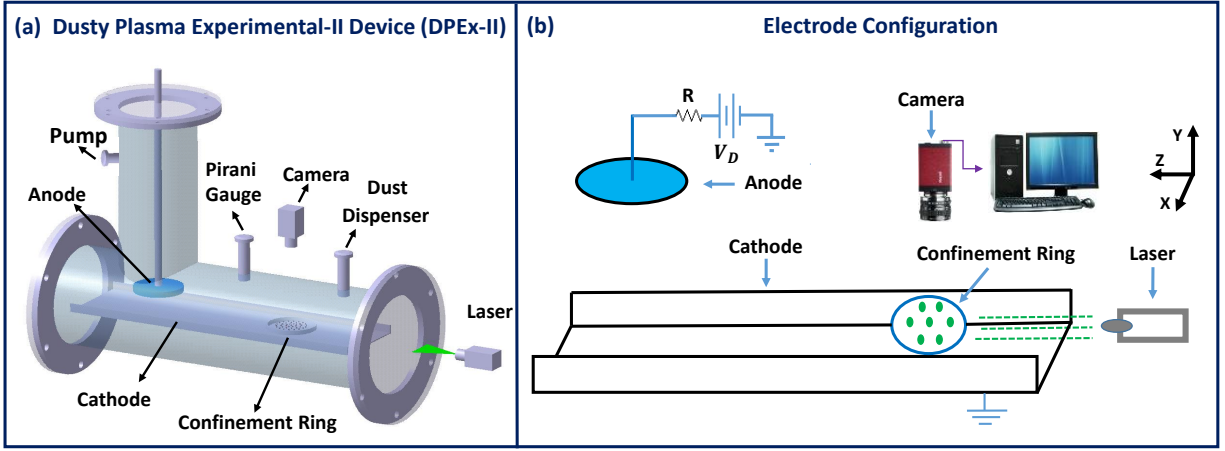 (a) Dusty Plasma Experimental-II Device (DPEx-II)
Pump
Anode
Pirani
Gauge
Camera
Dust
Dispenser
Laser
Cathode
Confinement Ring
(b) Electrode Configuration
R
V_D
Anode
Camera
Y
Z
X
Cathode
Confinement Ring
Laser